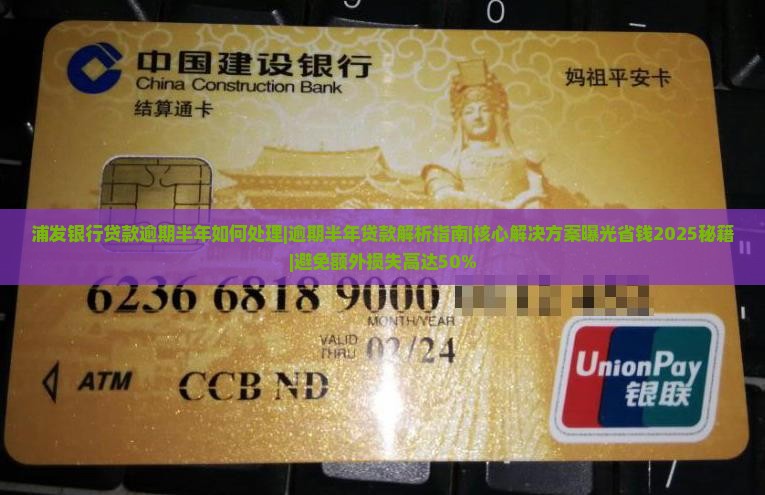 0
中国建设银行
China Construction Bank
妈祖平安卡
结算通卡
浦发银行贷款逾期半年如何处理|逾期半年贷款解析指南|核心解决方案曝光省钱2025秘籍
|避免额外损失高达50%
6236 6818 9000
MONTH/YEAR
VALID
THRU 02/24
ATM CCB ND
UnionPay
银联